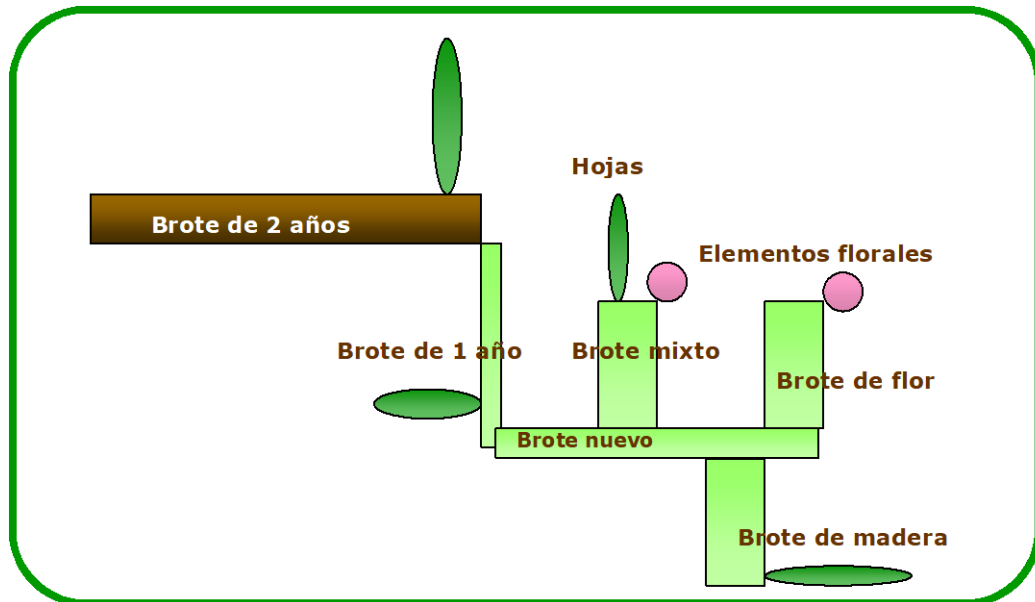 Hojas
Brote de 2 años
Elementos florales
Brote de 1 año
Brote mixto
Brote de flor
Brote nuevo
Brote de madera